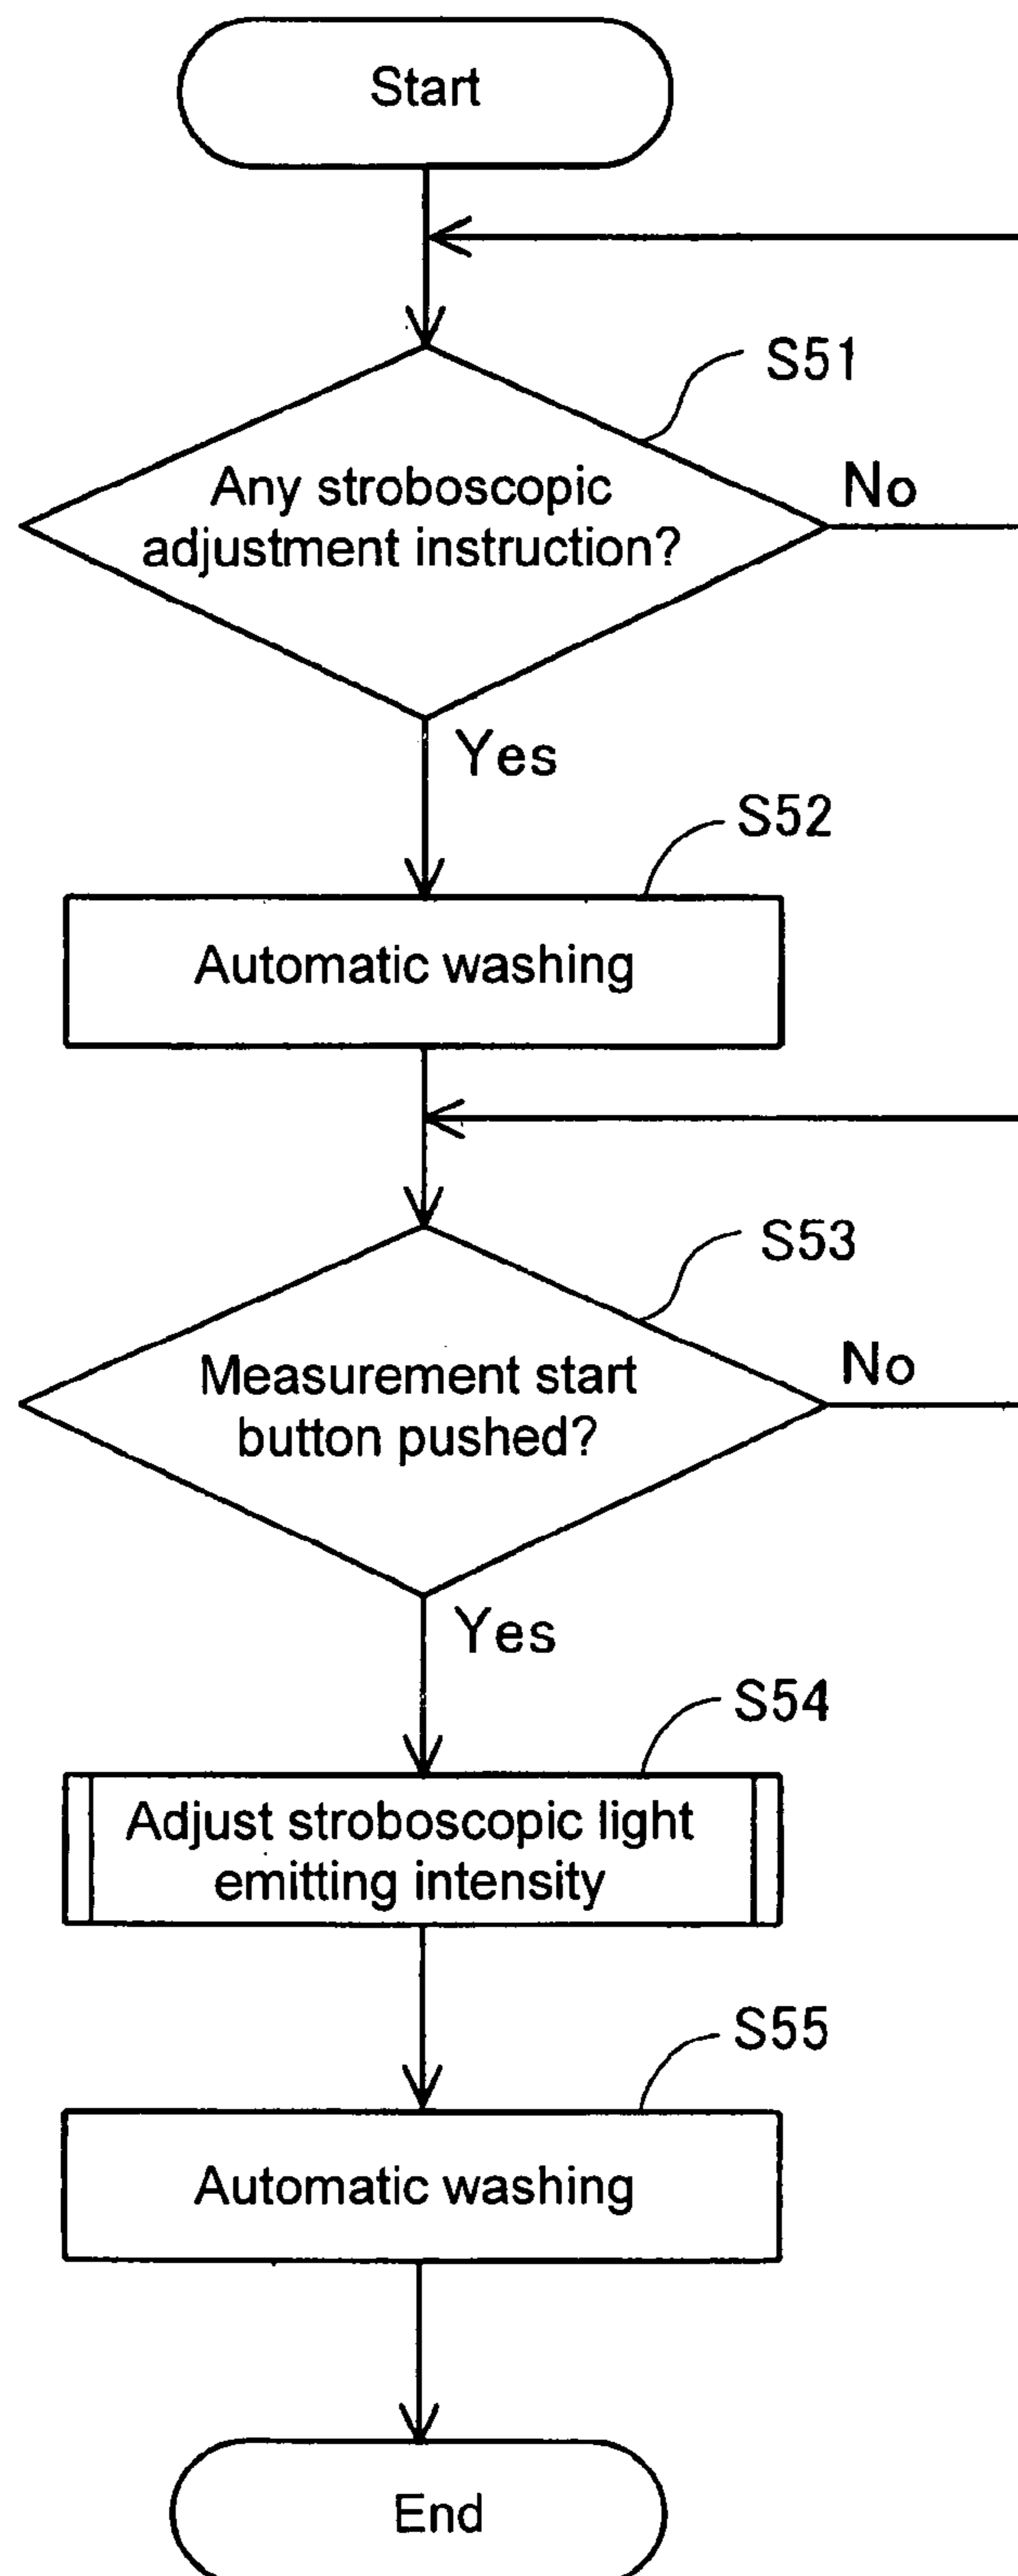 Start
S51
Any stroboscopic
adjustment instruction?
No
Yes
S52
Automatic washing
S53
Measurement start
button pushed?
No
Yes
S54
Adjust stroboscopic light
emitting intensity
S55
Automatic washing
End